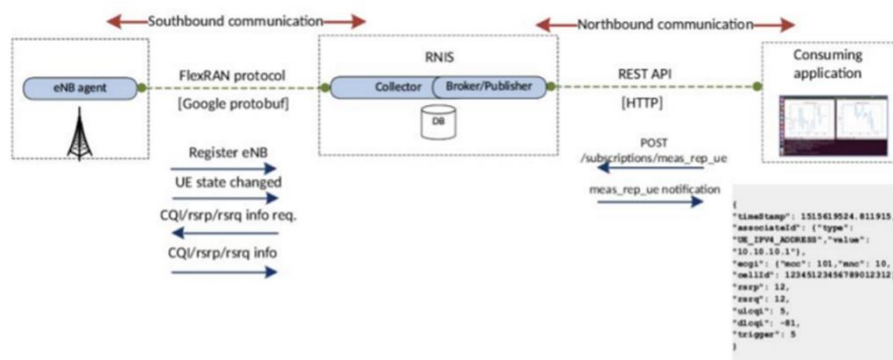 Southbound communication
Northbound communication
eNB agent
FlexRAN protocol
[Google protobuf]
RNIS
Collector
Broker/Publisher
DB
REST API
[HTTP]
Consuming
application
Register eNB
UE state changed
CQI/rsrp/rsrq info req.
CQI/rsrp/rsrq info
POST
/subscriptions/meas_rep_ue
meas_rep_ue notification
{
"timeStamp": 1515619524.811915
"associateId": {"type":
"UE_IPV4_ADDRESS","value":
"10.10.10.1"},
"ecgi": {"mcc": 101,"mnc": 10,
"cellId": 12345123456789012312
"rsrp": 12,
"rsrq": 12,
"ulcqi": 5,
"dlcqi": -81,
"trigger": 5
}